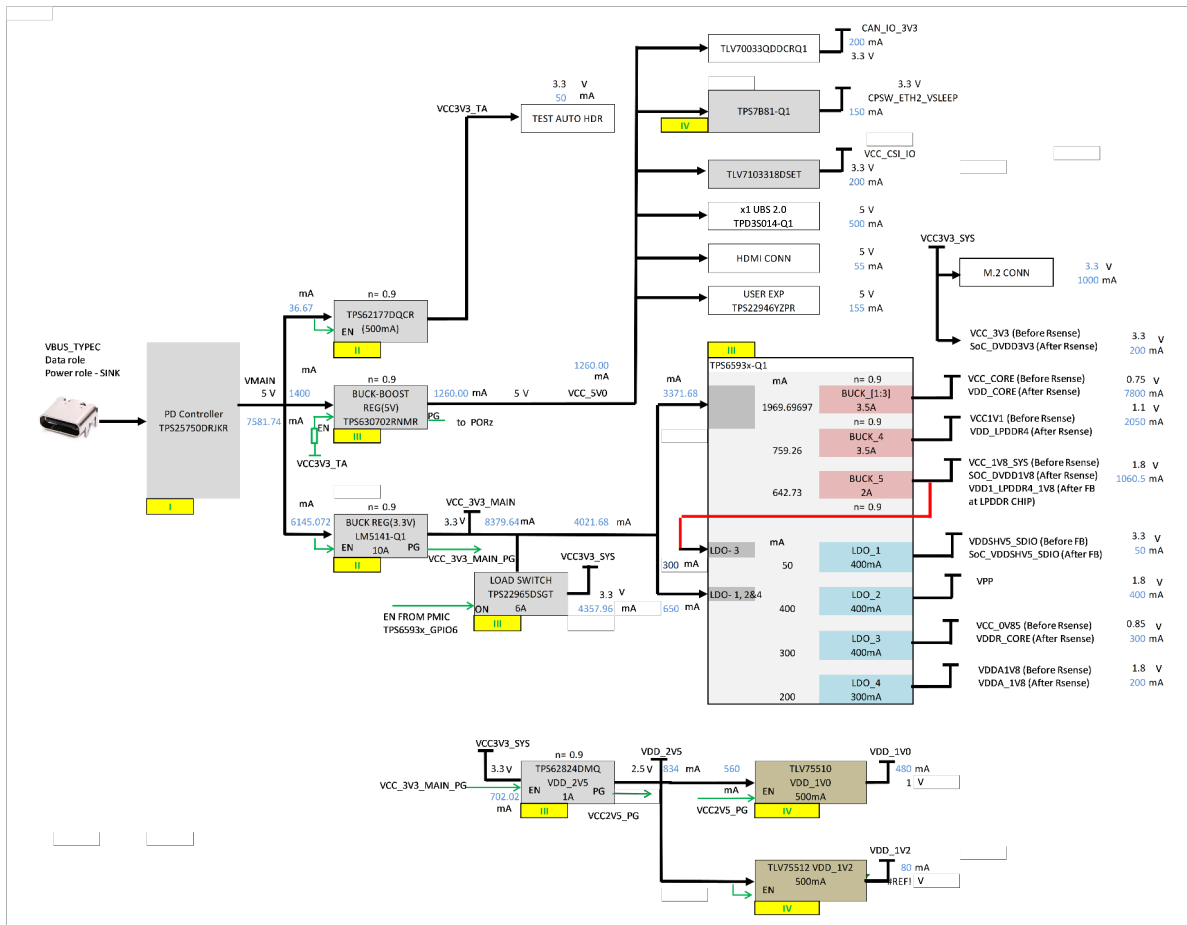 CAN_IO_3V3
200 mA
3.3 V
TLV70033QDDCRQ1
3.3 V
CPSW_ETH2_VSLEEP
TPS7B81-Q1
150 mA
IV
3.3 V
50 mA
VCC3V3_TA
TEST AUTO HDR
VCC_CSI_IO
3.3 V
TLV7103318DSET
200 mA
x1 UBS 2.0
TPD3S014-Q1
5 V
500 mA
HDMI CONN
5 V
55 mA
USER EXP
TPS22946YZPR
5 V
155 mA
VCC3V3_SYS
M.2 CONN
3.3 V
1000 mA
VCC_3V3 (Before Rsense)
SoC_DVDD3V3 (After Rsense)
3.3 V
200 mA
mA
36.67
n= 0.9
TPS62177DQCR
(500mA)
EN
II
VBUS_TYPEC
Data role
Power role - SINK
PD Controller
TPS25750DRJKR
I
VMAIN
5 V
7581.74 mA
mA
1400
n= 0.9
BUCK-BOOST
REG(5V)
TPS630702RNMR
EN
PG
III
VCC3V3_TA
1260.00 mA
5 V
to PORz
1260.00
VCC_5V0
mA
6145.072
BUCK REG(3.3V)
LM5141-Q1
EN
PG
10A
II
VCC_3V3_MAIN
3.3 V
8379.64 mA
4021.68 mA
VCC_3V3_MAIN_PG
VCC3V3_SYS
LOAD SWITCH
TPS22965DSGT
ON
6A
III
3.3 V
4357.96 mA
EN FROM PMIC
TPS6593x_GPIO6
mA
3371.68
300 mA
650 mA
III
TPS6593x-Q1
mA
1969.69697
n= 0.9
BUCK_[1:3]
3.5A
VCC_CORE (Before Rsense)
VDD_CORE (After Rsense)
0.75 V
7800 mA
759.26
n= 0.9
BUCK_4
3.5A
VCC1V1 (Before Rsense)
VDD_LPDDR4 (After Rsense)
1.1 V
2050 mA
642.73
BUCK_5
2A
n= 0.9
VCC_1V8_SYS (Before Rsense)
SOC_DVDD1V8 (After Rsense)
VDD1_LPDDR4_1V8 (After FB
at LPDDR CHIP)
1.8 V
1060.5 mA
LDO- 3
mA
50
LDO_1
400mA
VDDSHV5_SDIO (Before FB)
SoC_VDDSHV5_SDIO (After FB)
3.3 V
50 mA
LDO- 1, 2&4
400
LDO_2
400mA
VPP
1.8 V
400 mA
300
LDO_3
400mA
VCC_0V85 (Before Rsense)
VDDR_CORE (After Rsense)
0.85 V
300 mA
200
LDO_4
300mA
VDDA1V8 (Before Rsense)
VDDA_1V8 (After Rsense)
1.8 V
200 mA
VCC3V3_SYS
3.3 V
VCC_3V3_MAIN_PG
702.02
mA
n= 0.9
TPS62824DMQ
VDD_2V5
EN
PG
1A
III
VDD_2V5
2.5 V
834 mA
VCC2V5_PG
560
mA
VCC2V5_PG
TLV75510
VDD_1V0
EN
500mA
IV
VDD_1V0
480 mA
1 V
TLV75512 VDD_1V2
500mA
EN
IV
VDD_1V2
80 mA
#REF! V